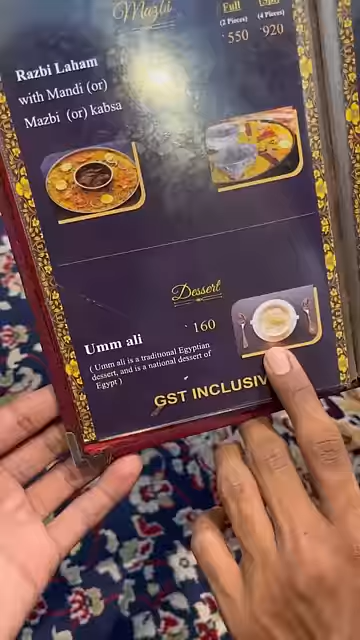 Mazbi
Full
(2 Pieces)
(4 Pieces)
550
920
Razbi Laham
with Mandi (or)
Mazbi (or) kabsa
Dessert
Umm ali
160
( Umm ali is a traditional Egyptian
dessert, and is a national dessert of
Egypt )
GST INCLUSIV